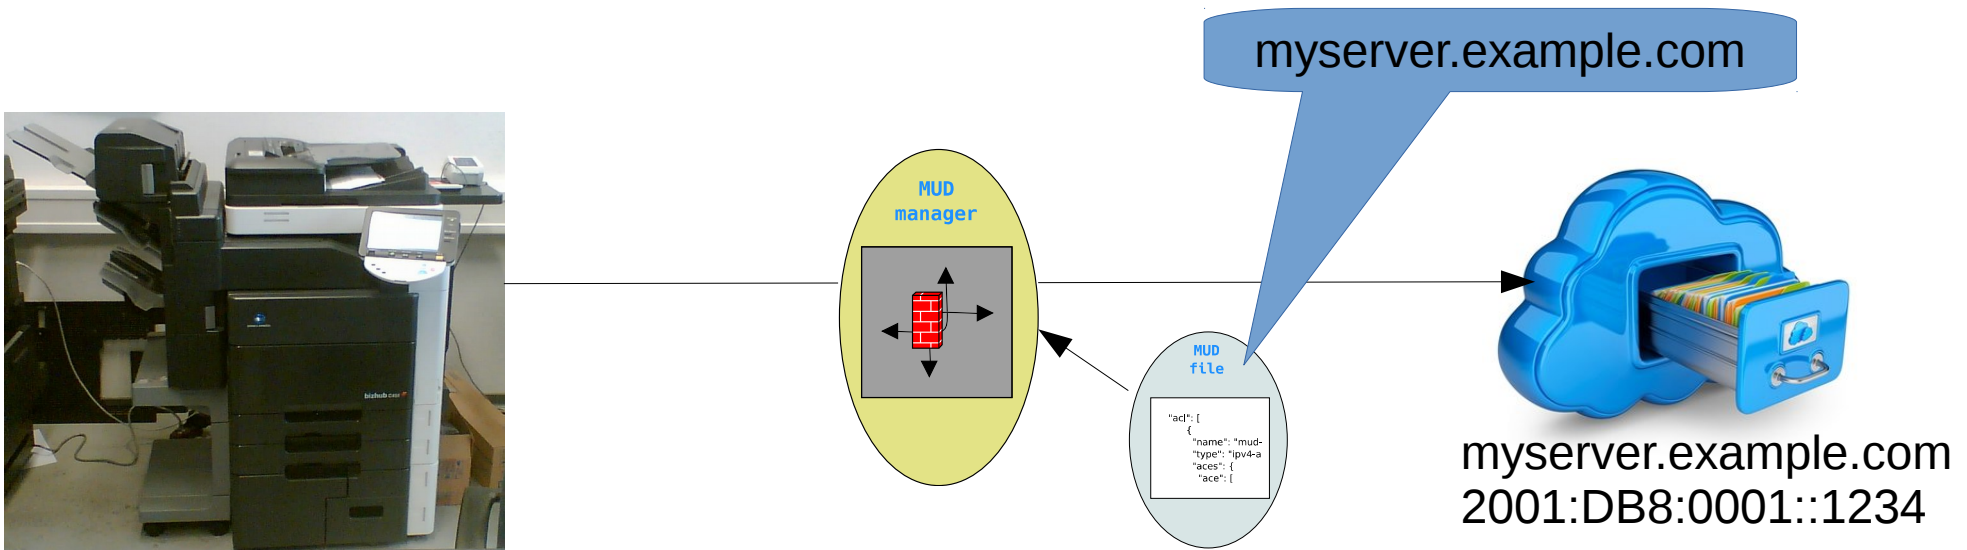 myserver.example.com
MUD
manager
MUD
file
"acl": [
{
"name": "mud-
"type": "ipv4-a
"aces": {
"ace": [
bizhub
myserver.example.com
2001:DB8:0001::1234